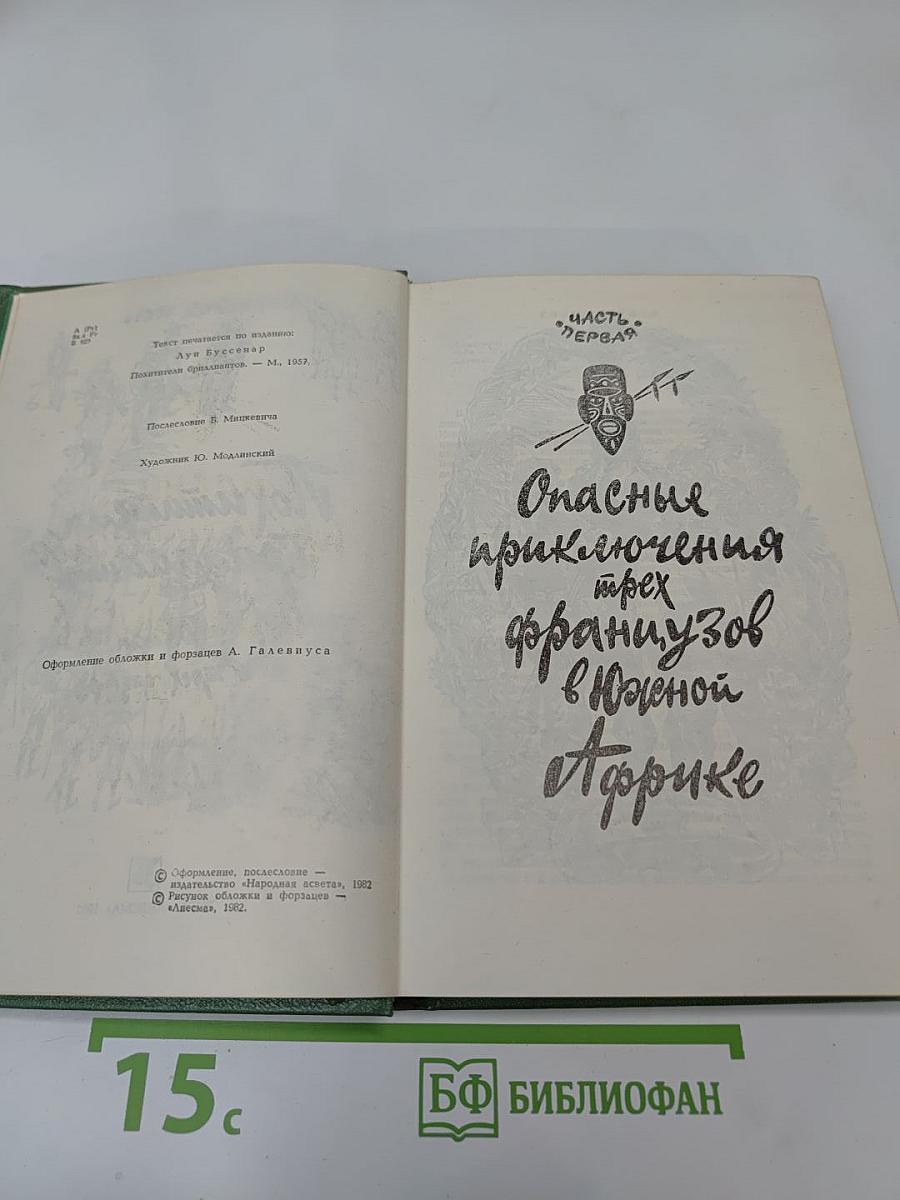 А (Рус)
Текст печатается по изданию:
Луи Буссенар
Похитители бриллиантов. — М., 1957.
Послесловие Б. Мицкевича
Художник Ю. Модлинский
Оформление обложки и форзацев А. Галевиуса
© Оформление, послесловие —
издательство «Народная асвета», 1982
© Рисунок обложки и форзацев —
«Лиесма», 1982.
ЧАСТЬ
ПЕРВАЯ
Опасные
приключения
трех
французов
в Южной
Африке
15 с
БФ БИБЛИОФАН